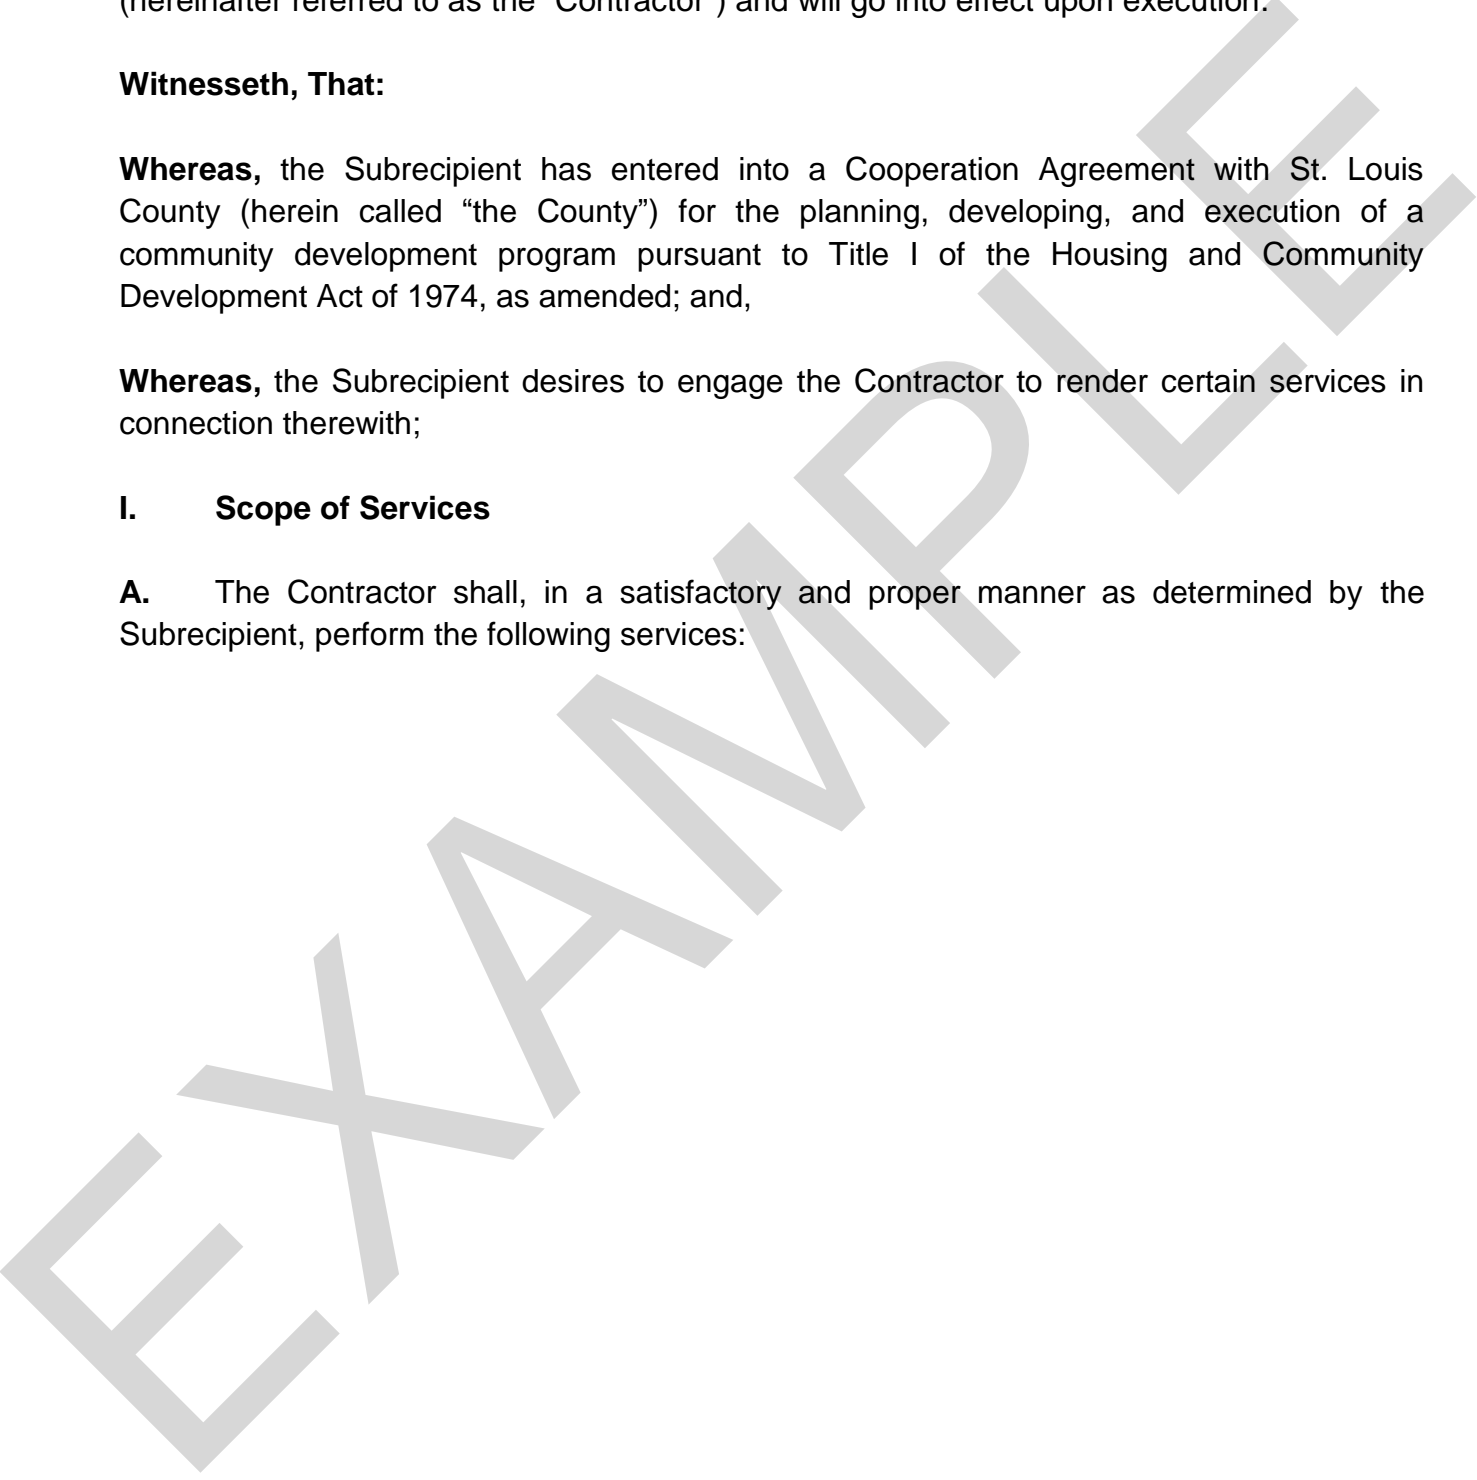 (hereinafter referred to as the “Contractor”) and will go into effect upon execution.
Witnesseth, That:
Whereas, the Subrecipient has entered into a Cooperation Agreement with St. Louis
County (herein called “the County”) for the planning, developing, and execution of a
community development program pursuant to Title I of the Housing and Community
Development Act of 1974, as amended; and,
Whereas, the Subrecipient desires to engage the Contractor to render certain services in
connection therewith;
I. Scope of Services
A. The Contractor shall, in a satisfactory and proper manner as determined by the
Subrecipient, perform the following services:
EXAMPLE